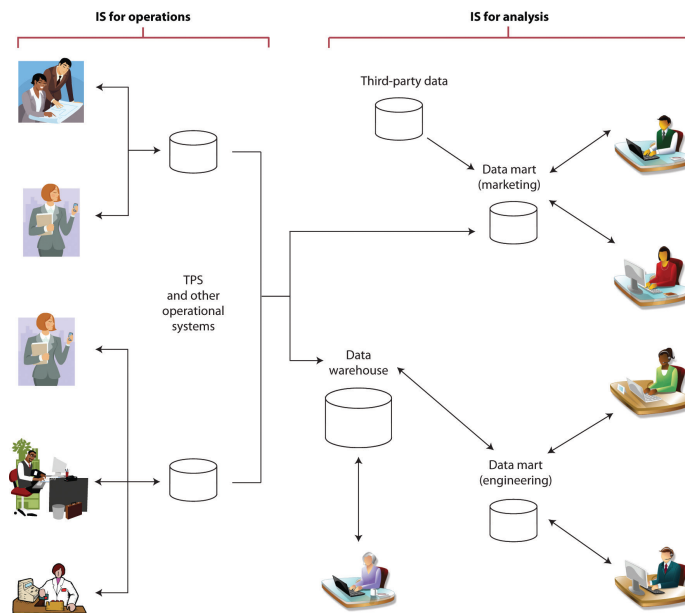 IS for operations
IS for analysis
Third-party data
Data mart
(marketing)
TPS
and other
operational
systems
Data
warehouse
Data mart
(engineering)